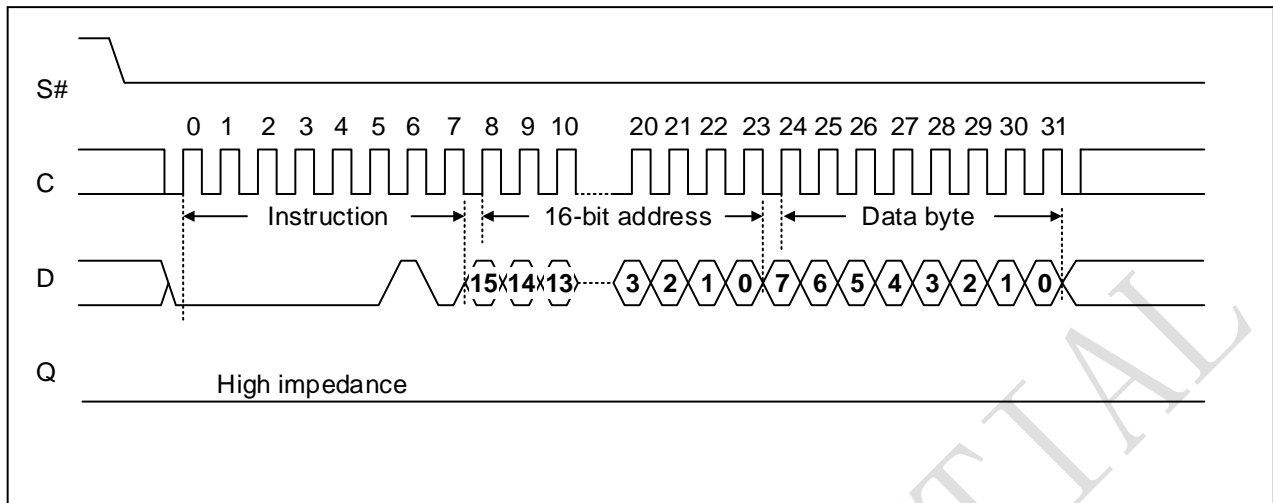 S#
0 1 2 3 4 5 6 7 8 9 10 20 21 22 23 24 25 26 27 28 29 30 31
C
Instruction 16-bit address Data byte
D
15 14 13 3 2 1 0 7 6 5 4 3 2 1 0
Q
High impedance
TIAL